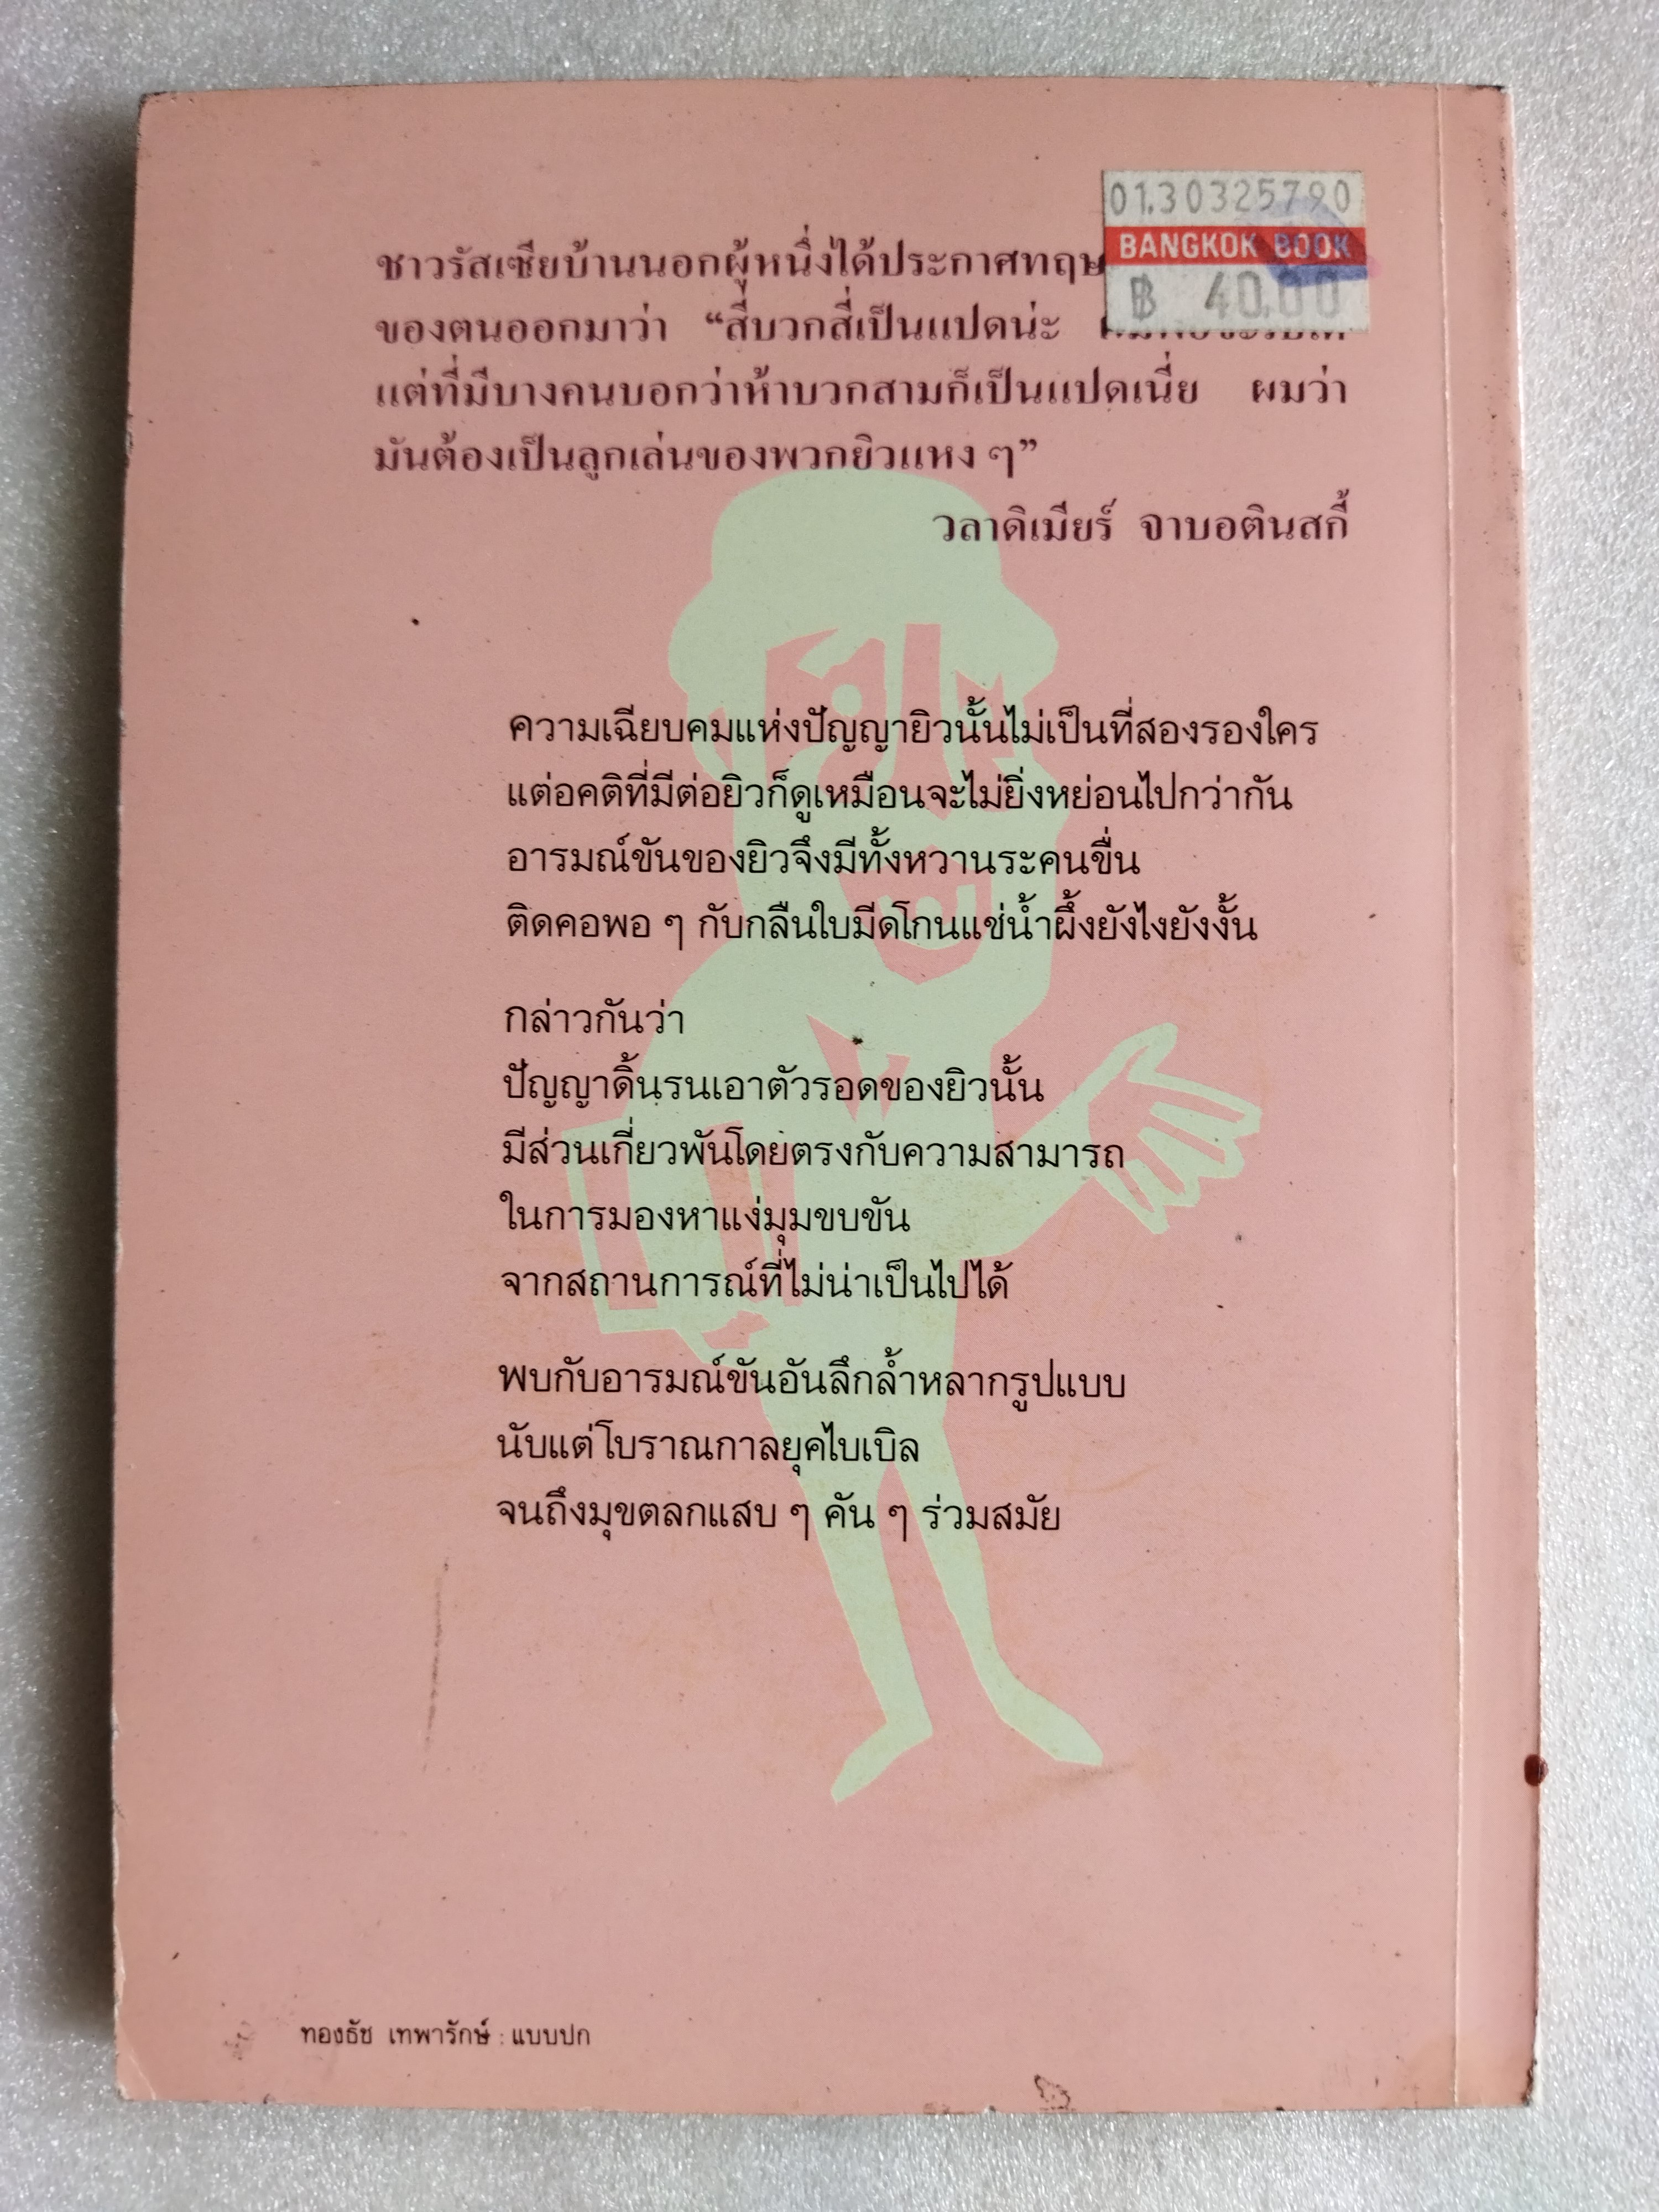 01.30325790
BANGKOK BOOK
฿ 40.00
ชาวรัสเซียบ้านนอกผู้หนึ่งได้ประกาศทฤษ
ของตนออกมาว่า “สี่บวกสี่เป็นแปดน่ะ
แต่ที่มีบางคนบอกว่าห้าบวกสามก็เป็นแปดเนี่ย ผมว่า
มันต้องเป็นลูกเล่นของพวกยิวแหง ๆ”
วลาดิเมียร์ จาบอตินสกี้
ความเฉียบคมแห่งปัญญายิวนั้นไม่เป็นที่สองรองใคร
แต่อคติที่มีต่อยิวก็ดูเหมือนจะไม่ยิ่งหย่อนไปกว่ากัน
อารมณ์ขันของยิวจึงมีทั้งหวานระคนขื่น
ติดคอพอ ๆ กับกลืนใบมีดโกนแช่น้ำผึ้งยังไงยังงั้น
กล่าวกันว่า
ปัญญาดิ้นรนเอาตัวรอดของยิวนั้น
มีส่วนเกี่ยวพันโดยตรงกับความสามารถ
ในการมองหาแง่มุมขบขัน
จากสถานการณ์ที่ไม่น่าเป็นไปได้
พบกับอารมณ์ขันอันลึกล้ำหลากรูปแบบ
นับแต่โบราณกาลยุคไบเบิล
จนถึงมุขตลกแสบ ๆ คัน ๆ ร่วมสมัย
ทองธัช เทพารักษ์ : แบบปก